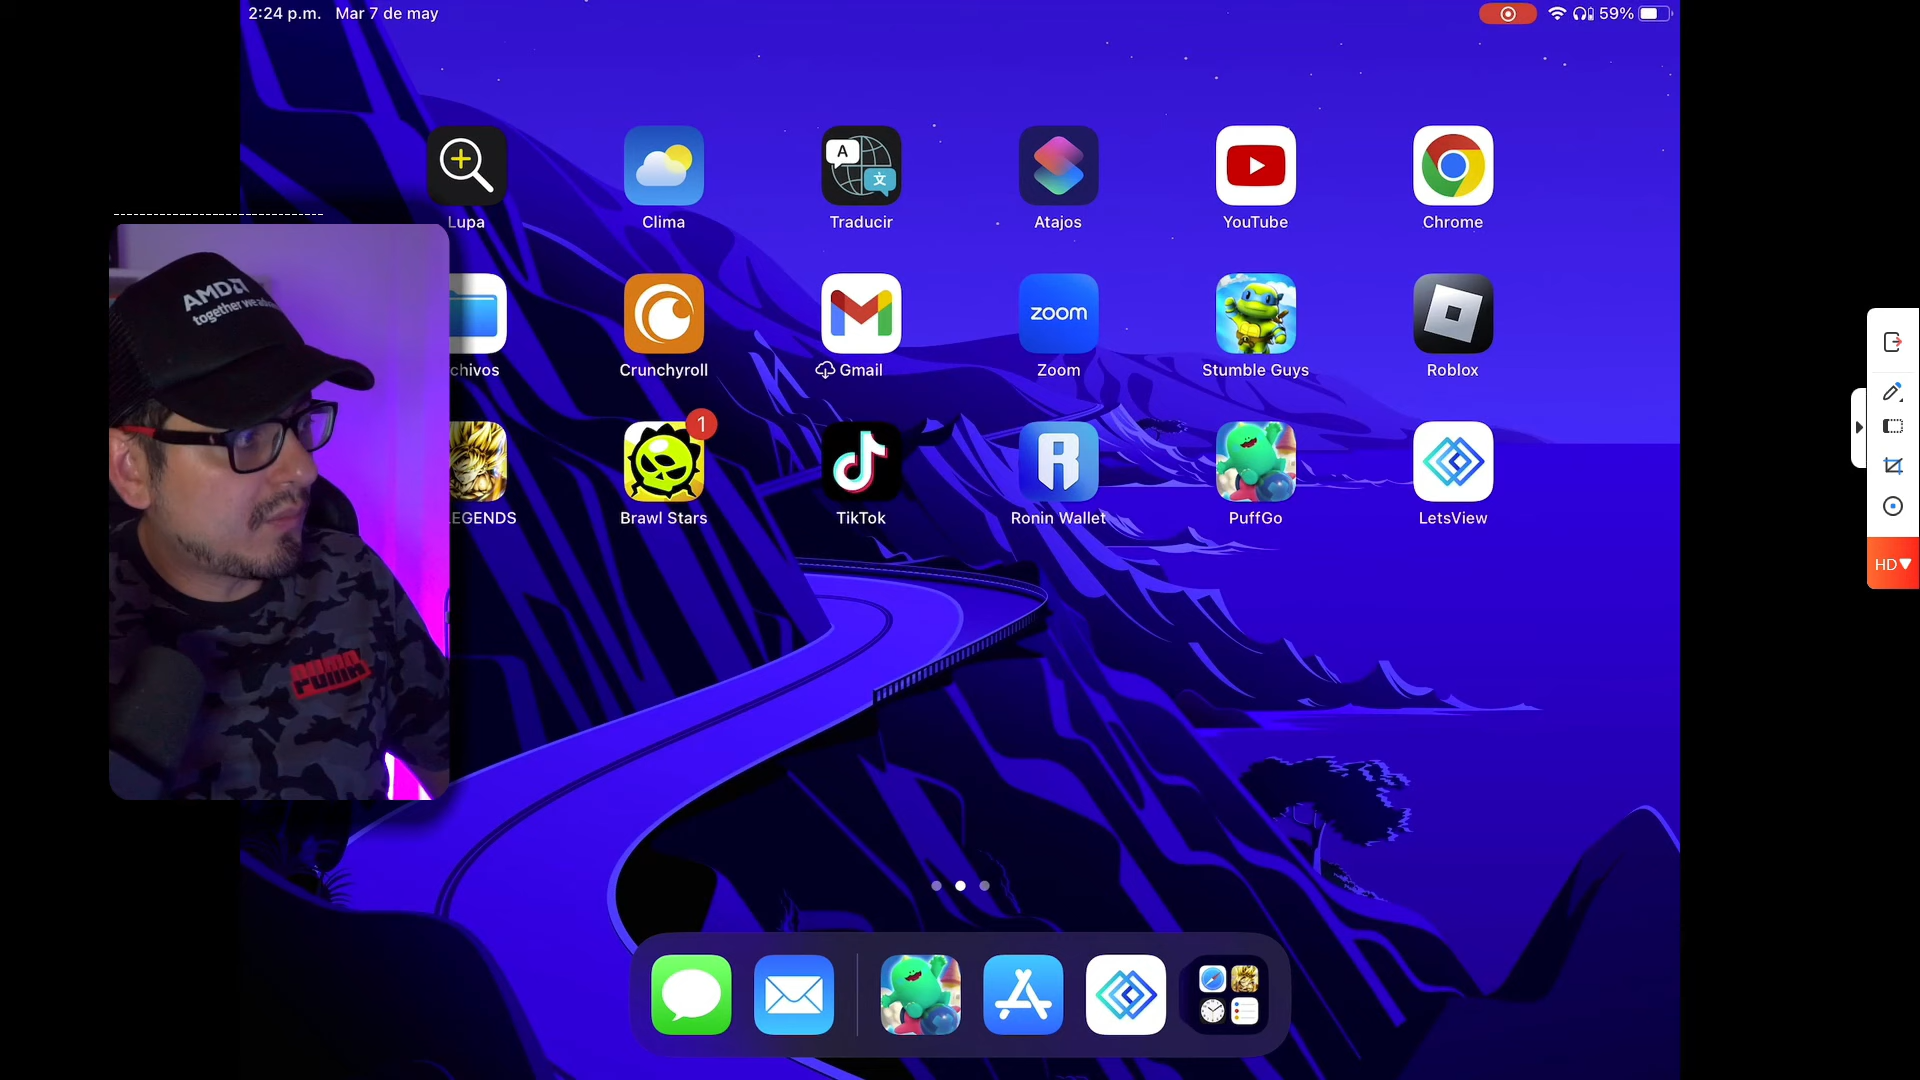 2:24 p.m. Mar 7 de may
59%
Lupa
Clima
A
文
Traducir
Atajos
YouTube
Chrome
chivos
Crunchyroll
Gmail
zoom
Zoom
Stumble Guys
Roblox
EGENDS
1
Brawl Stars
TikTok
Ronin Wallet
PuffGo
LetsView
AMD
together we
PUMA
HD